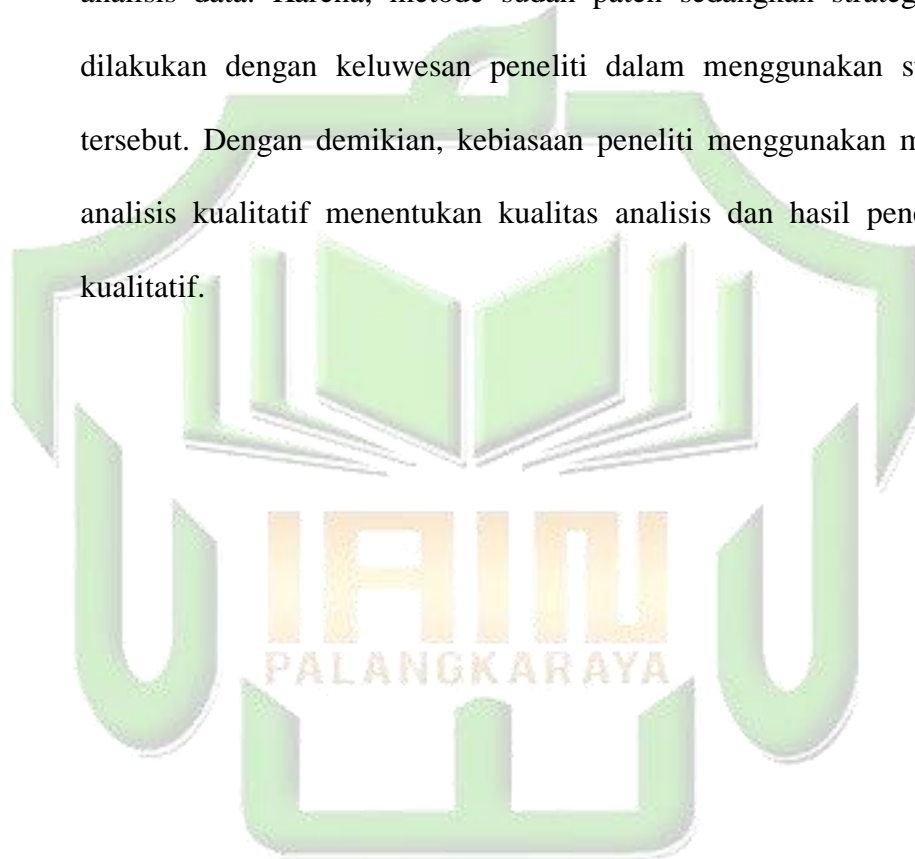 analisis data. Karena, metode sudah paten sedangkan
dilakukan dengan keluwesan peneliti dalam menggunakan
tersebut. Dengan demikian, kebiasaan peneliti menggunakan
analisis kualitatif menentukan kualitas analisis dan hasil
kualitatif.
IAIN
PALANGKARAYA